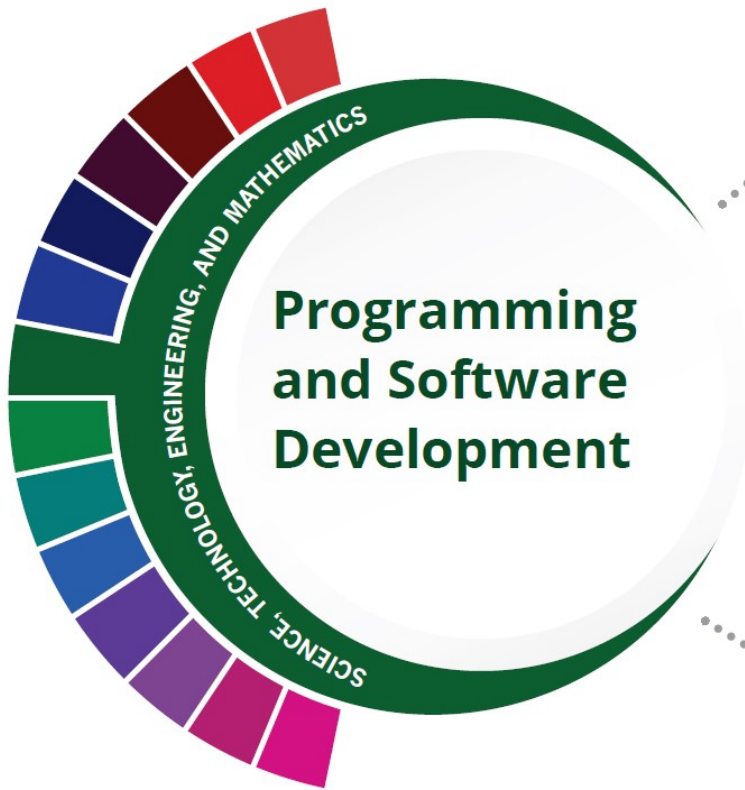 SCIENCE, TECHNOLOGY, ENGINEERING, AND MATHEMATICS
Programming
and Software
Development